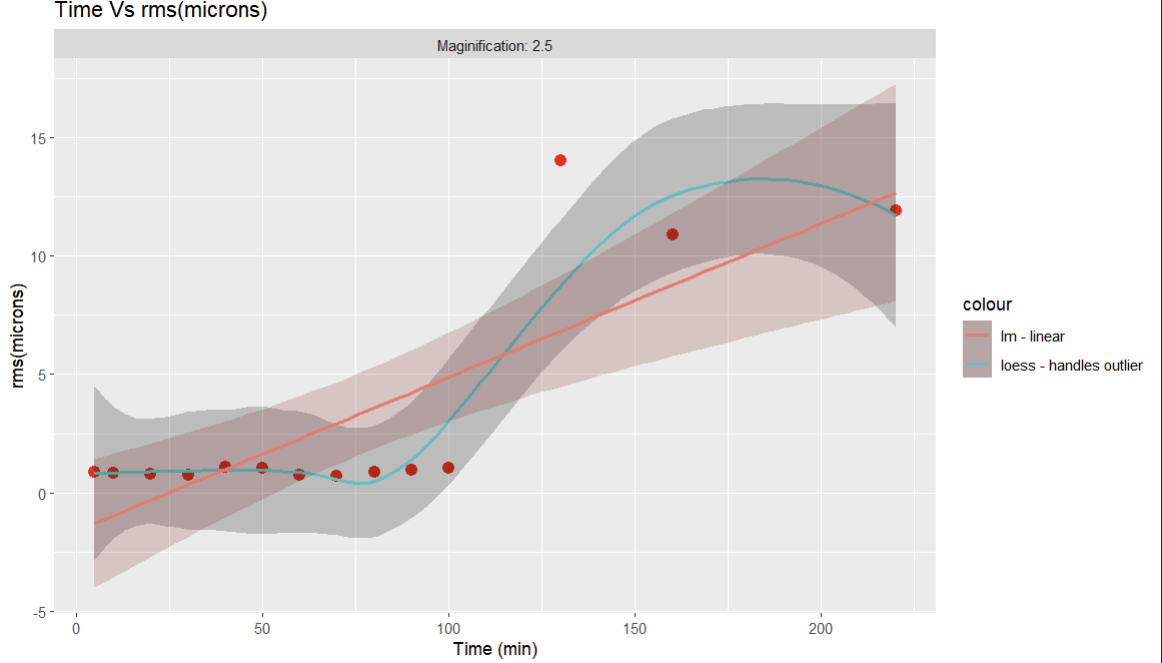 Time Vs rms(microns)
Maginification: 2.5
15
10
5
0
-5
rms(microns)
0 50 100 150 200
Time (min)
colour
lm - linear
loess - handles outlier